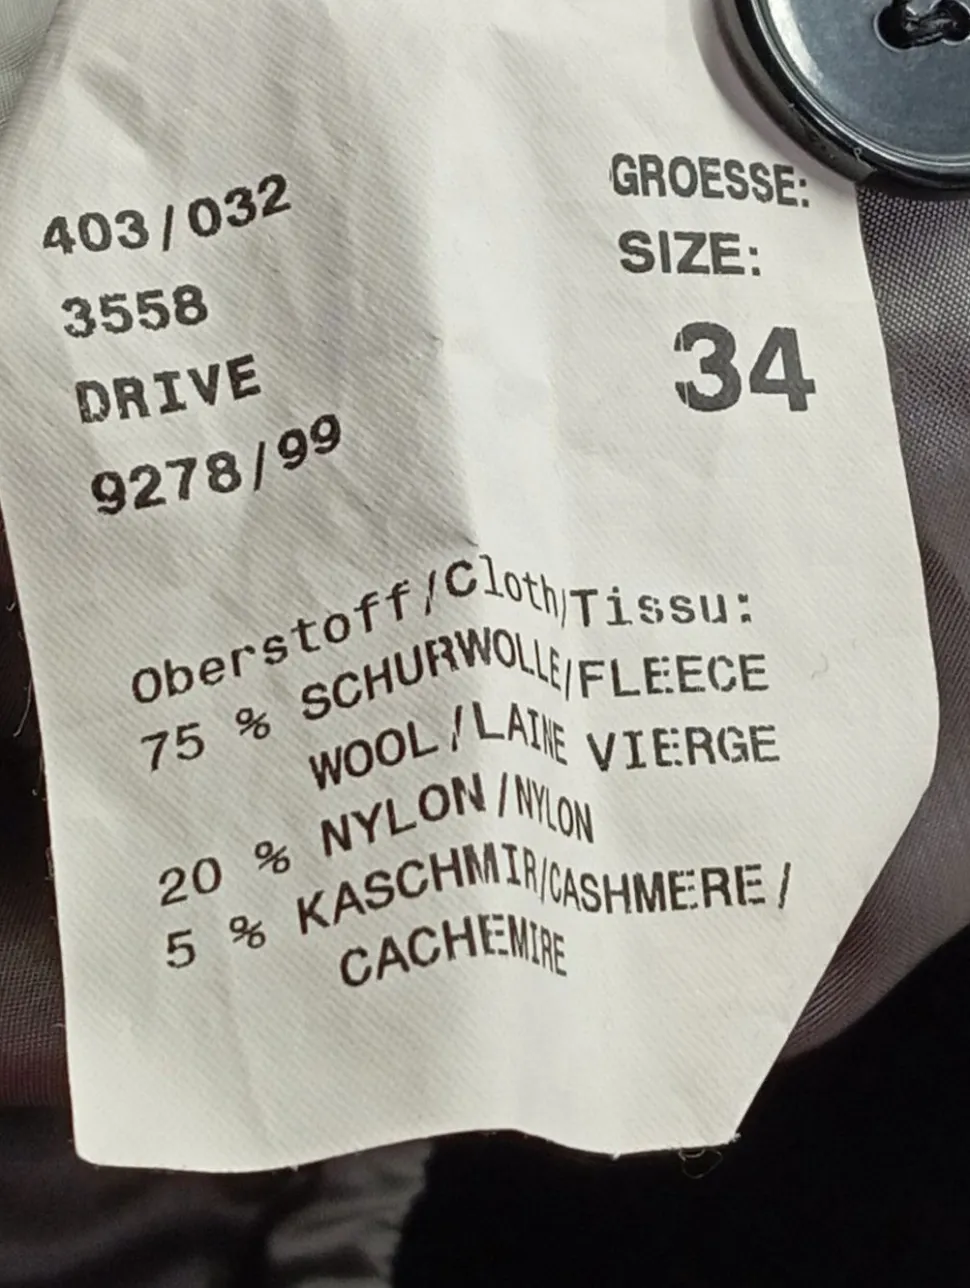 403/032
3558
DRIVE
9278/99
GROESSE:
SIZE:
34
Oberstoff/Cloth/Tissu:
75 % SCHURWOLLE/FLEECE
WOOL/LAINE VIERGE
20 % NYLON/NYLON
5 % KASCHMIR/CASHMERE/
CACHEMIRE